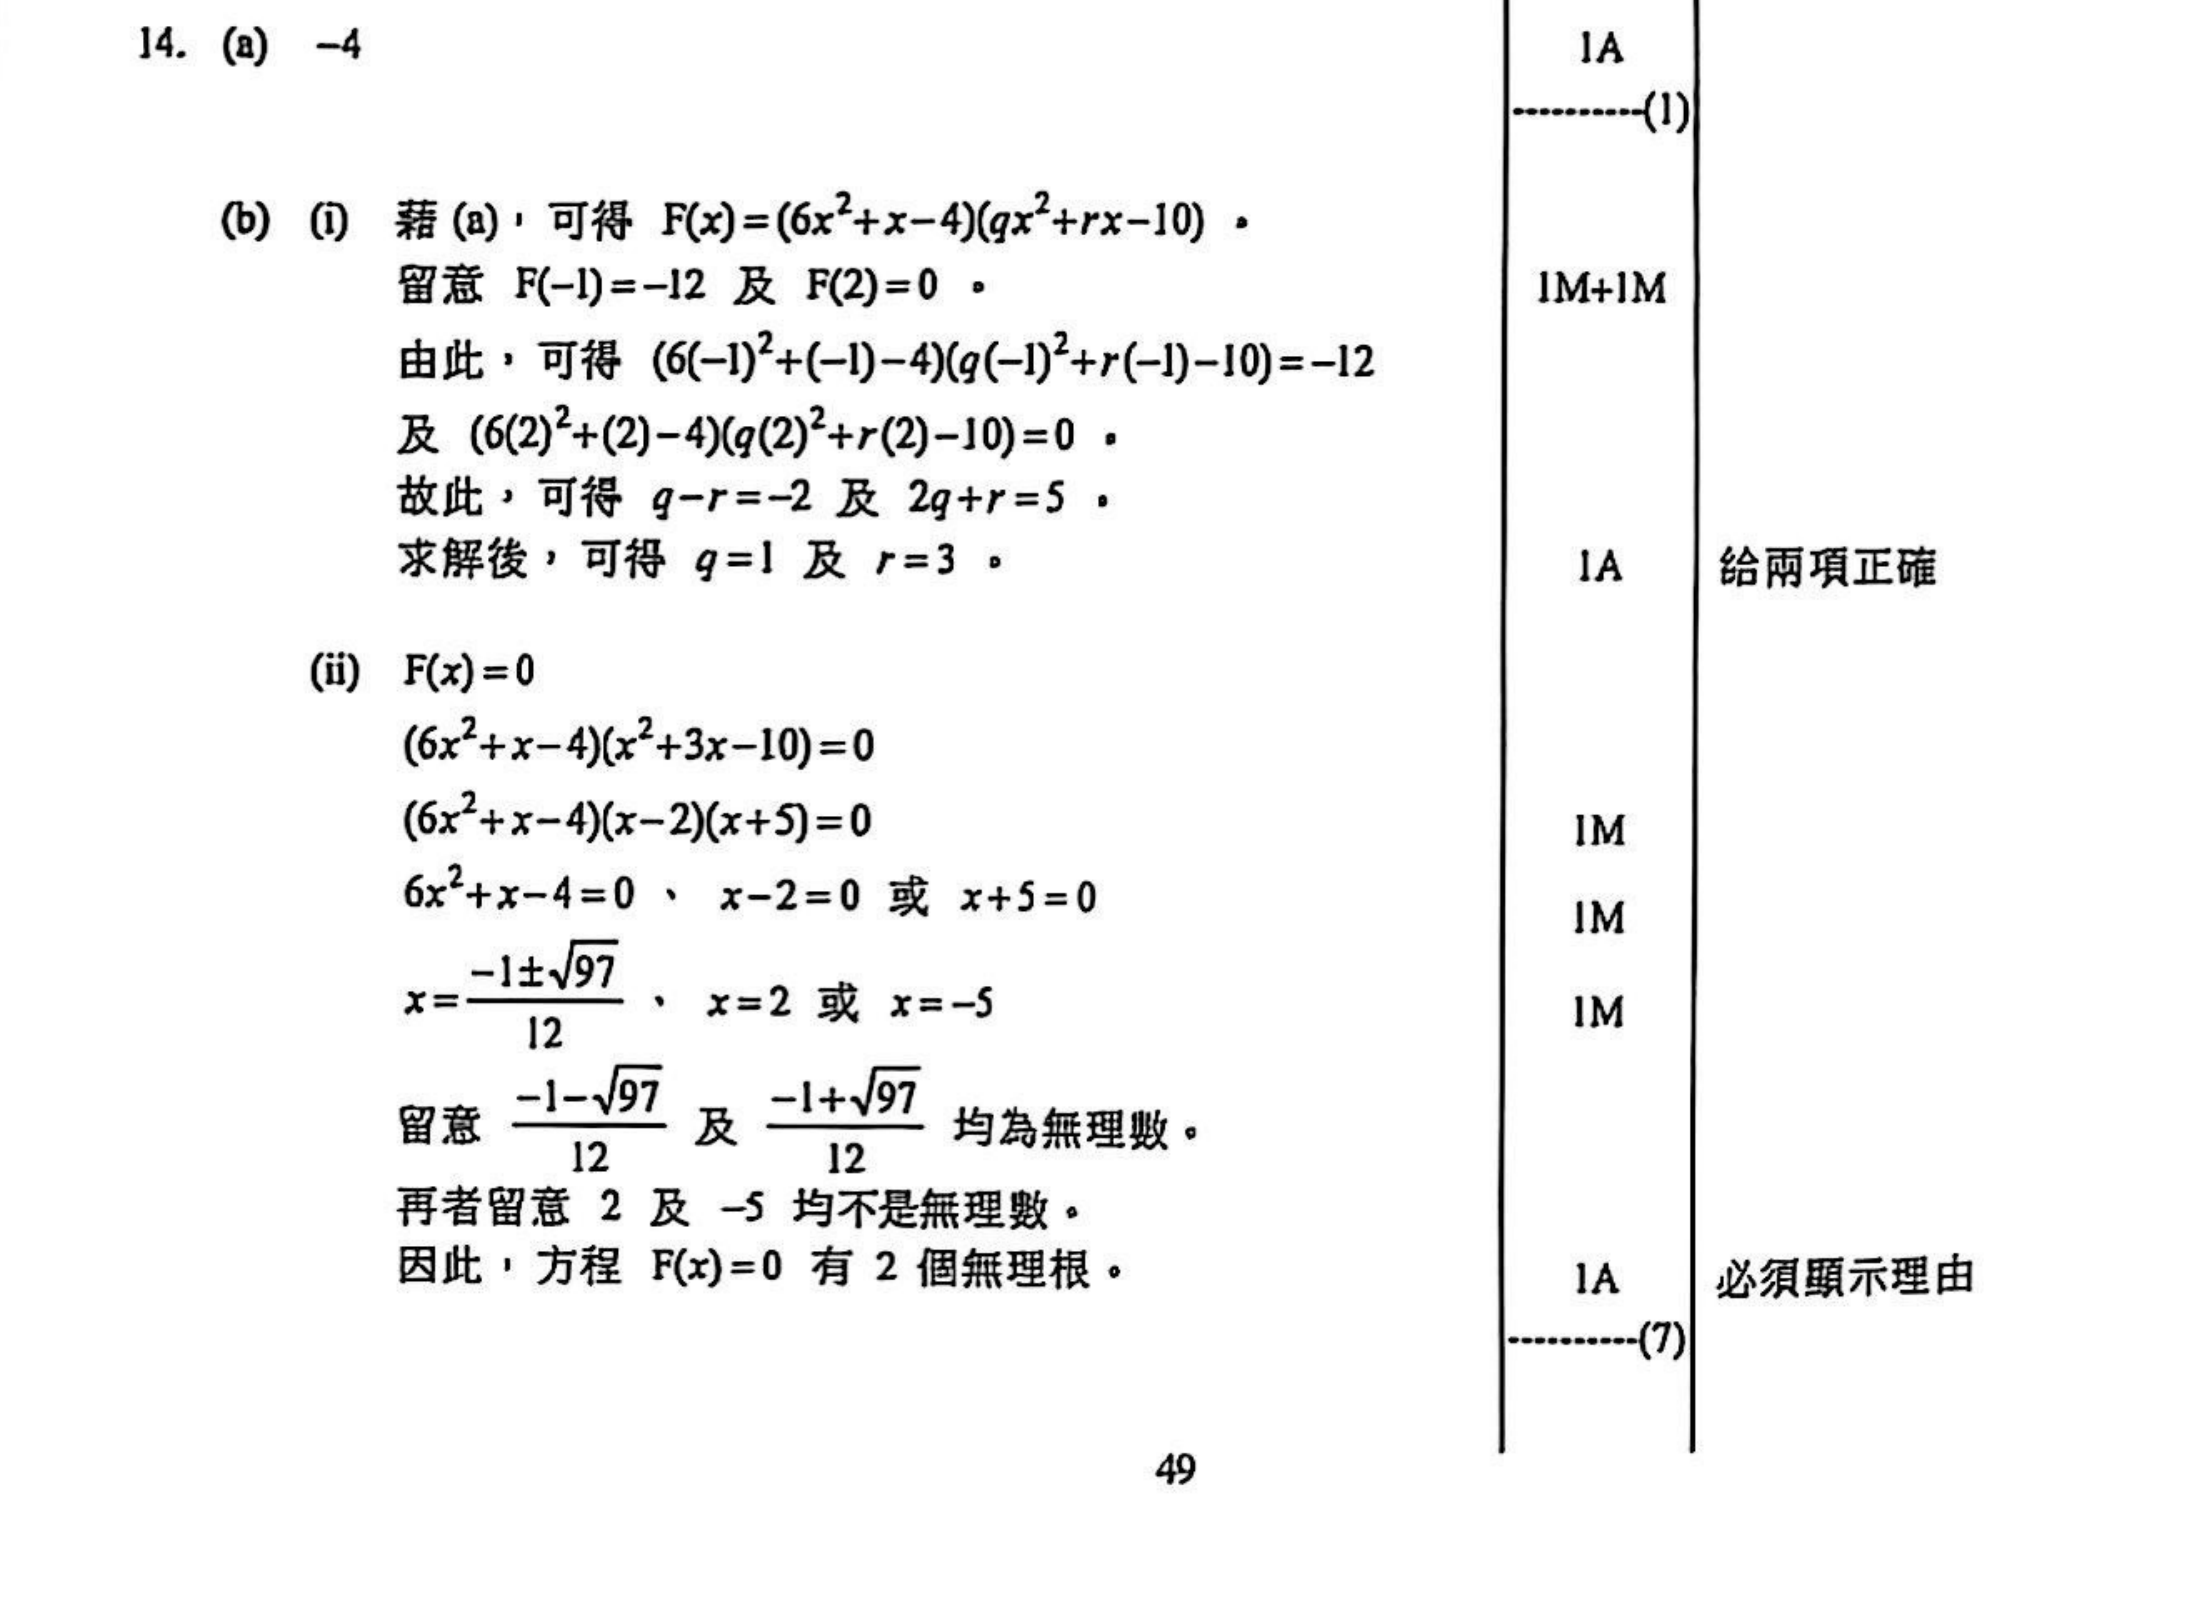 14. (a) −4 1A
----------(1)
(b) (i) 藉 (a)，可得 F(x)=(6x²+x−4)(qx²+rx−10) 。
留意 F(−1)=−12 及 F(2)=0 。 1M+1M
由此，可得 (6(−1)²+(−1)−4)(q(−1)²+r(−1)−10)=−12
及 (6(2)²+(2)−4)(q(2)²+r(2)−10)=0 。
故此，可得 q−r=−2 及 2q+r=5 。
求解後，可得 q=1 及 r=3 。 1A 給兩項正確
(ii) F(x)=0
(6x²+x−4)(x²+3x−10)=0
(6x²+x−4)(x−2)(x+5)=0 1M
6x²+x−4=0 、 x−2=0 或 x+5=0 1M
x=(−1±√97)/12 、 x=2 或 x=−5 1M
留意 (−1−√97)/12 及 (−1+√97)/12 均為無理數。
再者留意 2 及 −5 均不是無理數。
因此，方程 F(x)=0 有 2 個無理根。 1A 必須顯示理由
----------(7)
49